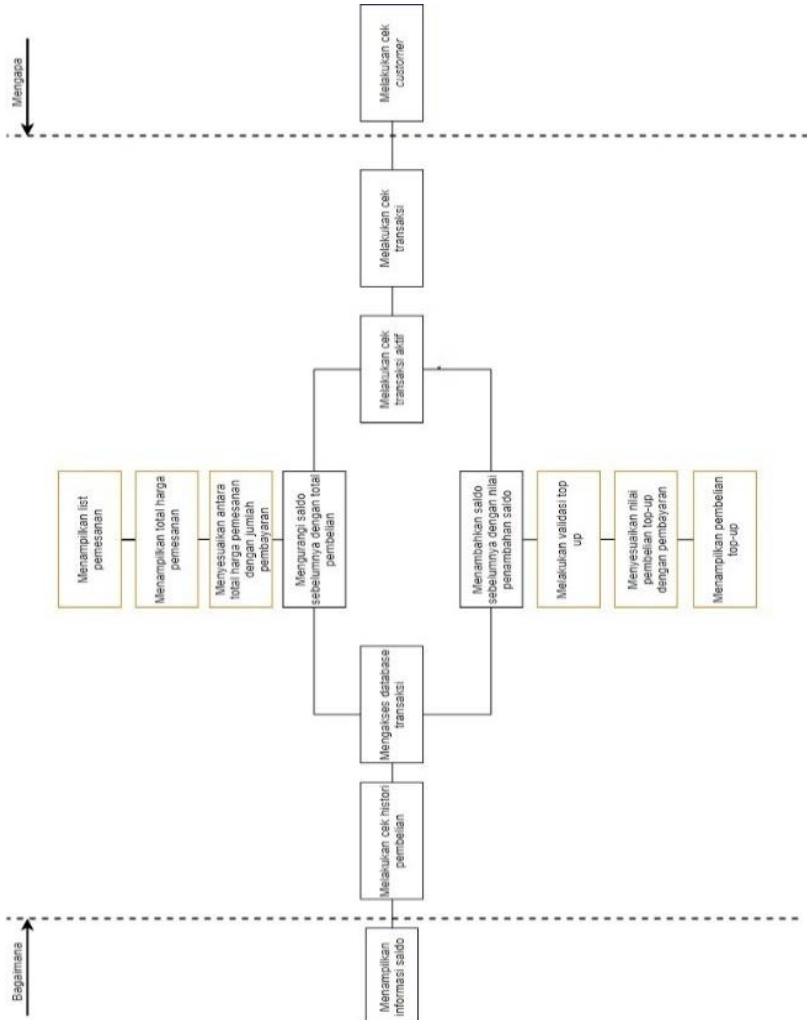 Bagaimana
Mengapa
Menampilkan list
pemesanan
Menampilkan total harga
pemesanan
Menyesuaikan antara
total harga pemesanan
dengan jumlah
pembayaran
Mengurangi saldo
sebelumnya dengan total
pembelian
Menampilkan
informasi saldo
Melakukan cek histori
pembelian
Mengakses database
transaksi
Melakukan cek
transaksi aktif
Melakukan cek
transaksi
Melakukan cek
customer
Menambahkan saldo
sebelumnya dengan nilai
penambahan saldo
Melakukan validasi top
up
Menyesuaikan nilai
pembelian top-up
dengan pembayaran
Menampilkan pembelian
top-up